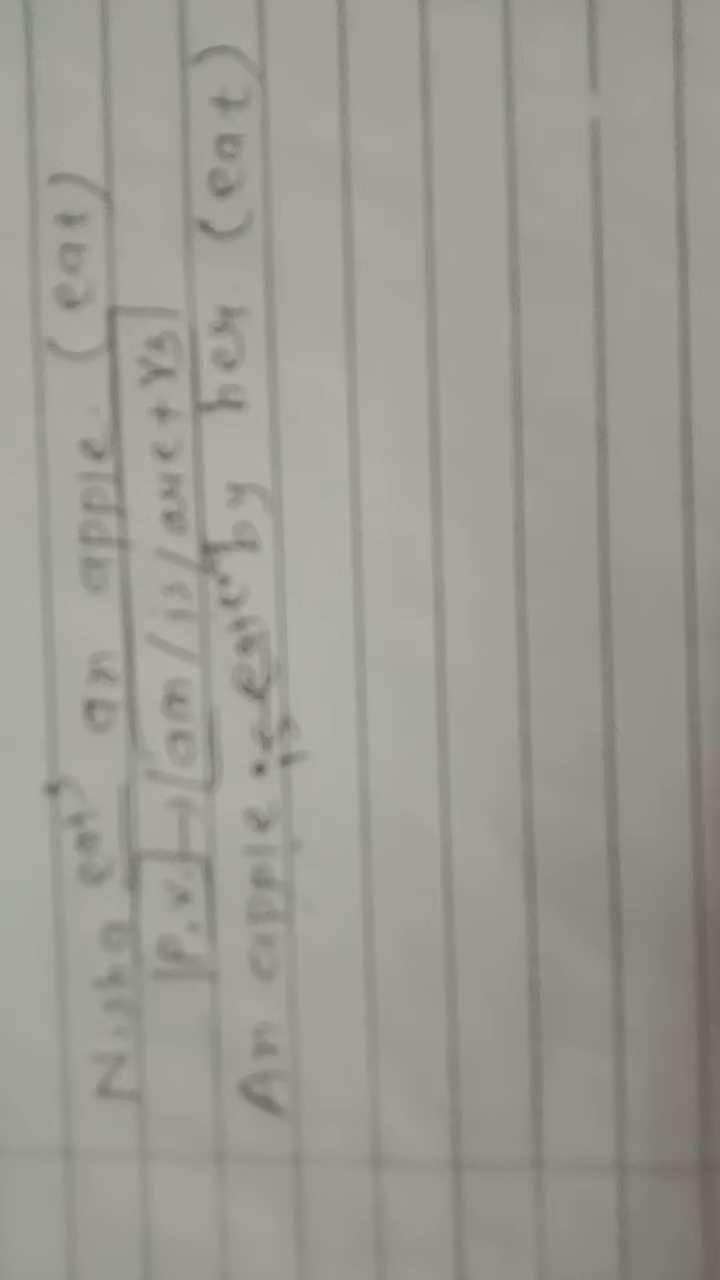 Nisha eats an apple. (eat)
P.V. → am/is/are+V3
An apple is eaten by her. (eat)